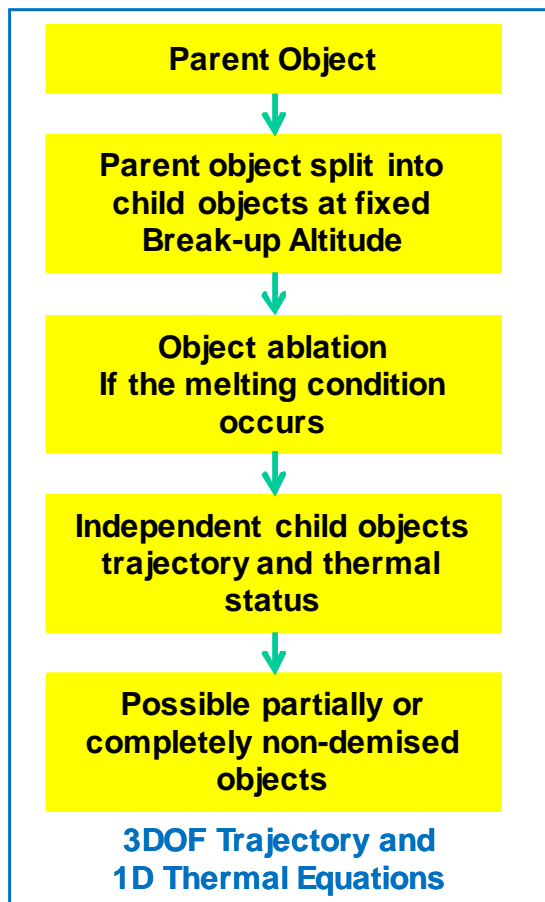 Parent Object
Parent object split into
child objects at fixed
Break-up Altitude
Object ablation
If the melting condition
occurs
Independent child objects
trajectory and thermal
status
Possible partially or
completely non-demised
objects
3DOF Trajectory and
1D Thermal Equations